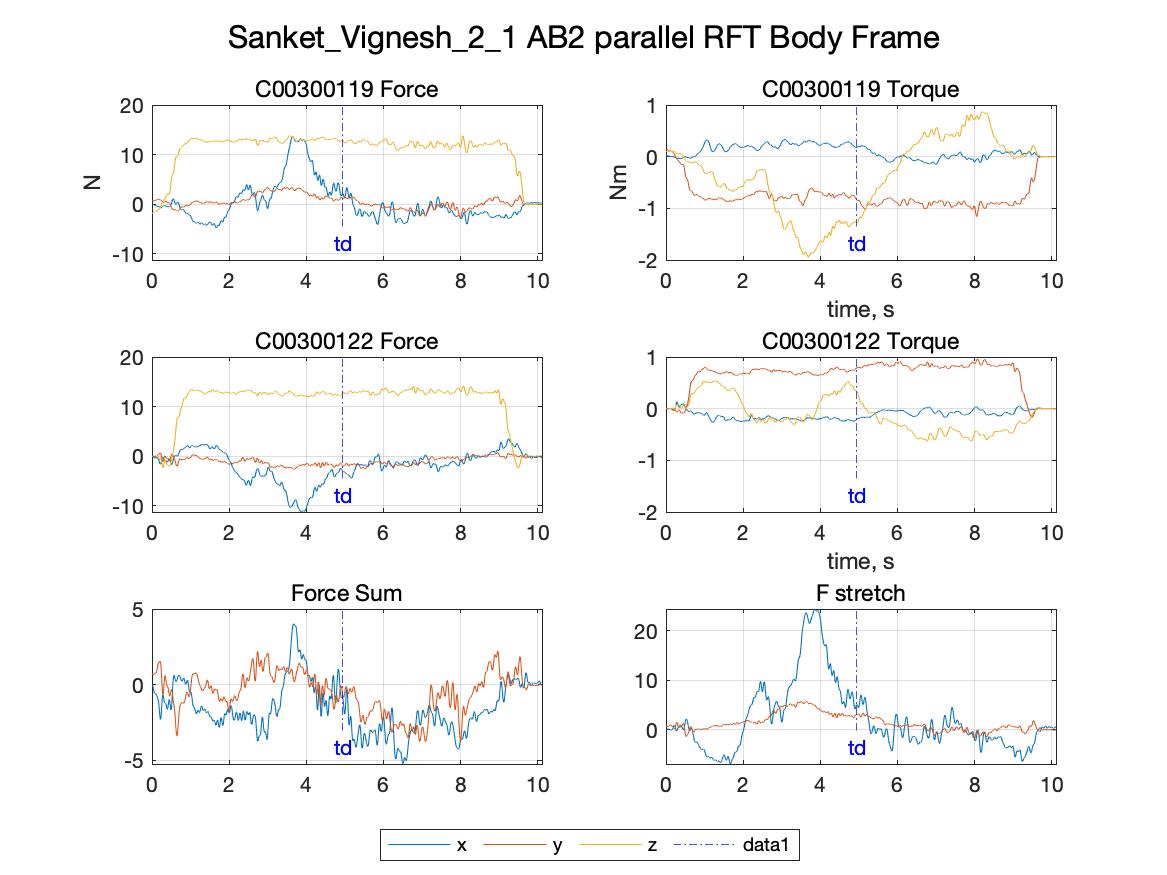 Sanket_Vignesh_2_1 AB2 parallel RFT Body Frame
C00300119 Force
20
10
0
-10
N
td
0 2 4 6 8 10
C00300119 Torque
1
0
-1
-2
Nm
td
0 2 4 6 8 10
time, s
C00300122 Force
20
10
0
-10
td
0 2 4 6 8 10
C00300122 Torque
1
0
-1
-2
td
0 2 4 6 8 10
time, s
Force Sum
5
0
-5
td
0 2 4 6 8 10
F stretch
20
10
0
td
0 2 4 6 8 10
x y z data1